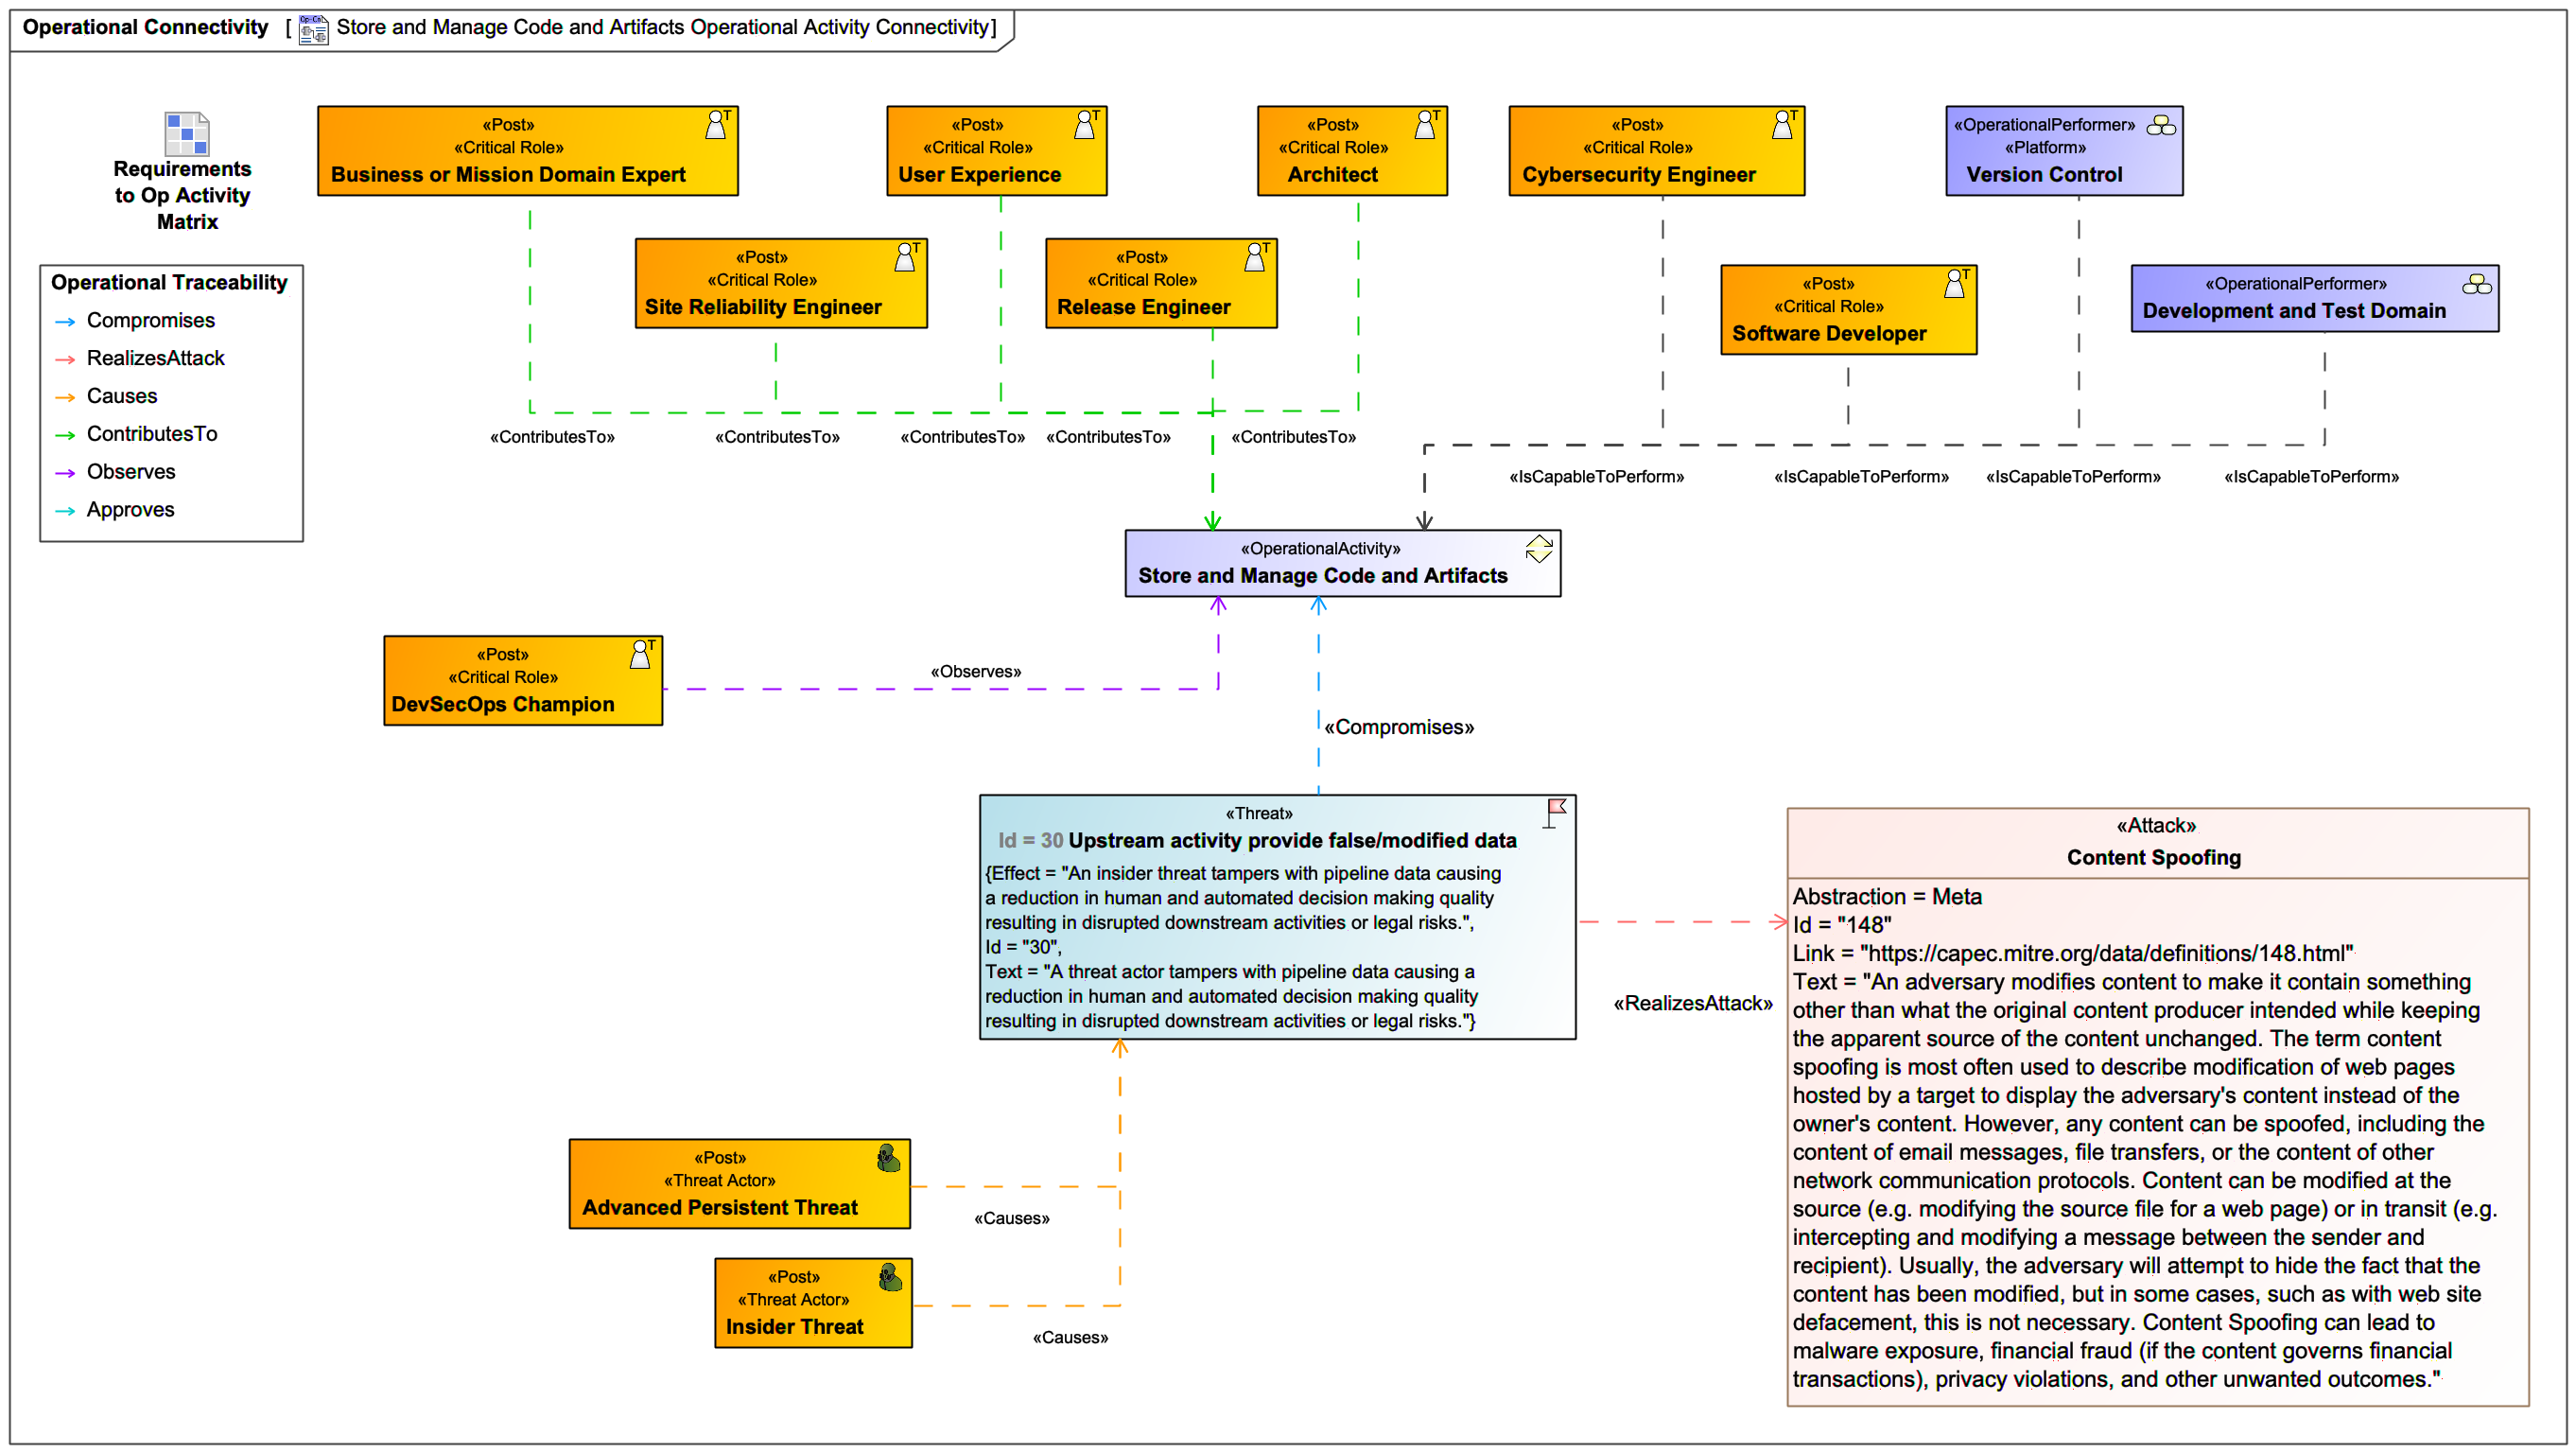 Operational Connectivity [ Store and Manage Code and Artifacts Operational Activity Connectivity]
Requirements
to Op Activity
Matrix
Operational Traceability
Compromises
RealizesAttack
Causes
ContributesTo
Observes
Approves
«Post»
«Critical Role»
Business or Mission Domain Expert
«Post»
«Critical Role»
User Experience
«Post»
«Critical Role»
Architect
«Post»
«Critical Role»
Cybersecurity Engineer
«OperationalPerformer»
«Platform»
Version Control
«Post»
«Critical Role»
Site Reliability Engineer
«Post»
«Critical Role»
Release Engineer
«Post»
«Critical Role»
Software Developer
«OperationalPerformer»
Development and Test Domain
«ContributesTo»
«ContributesTo»
«ContributesTo»
«ContributesTo»
«ContributesTo»
«IsCapableToPerform»
«IsCapableToPerform»
«IsCapableToPerform»
«IsCapableToPerform»
«OperationalActivity»
Store and Manage Code and Artifacts
«Post»
«Critical Role»
DevSecOps Champion
«Observes»
«Compromises»
«Threat»
Id = 30 Upstream activity provide false/modified data
{Effect = "An insider threat tampers with pipeline data causing
a reduction in human and automated decision making quality
resulting in disrupted downstream activities or legal risks.",
Id = "30",
Text = "A threat actor tampers with pipeline data causing a
reduction in human and automated decision making quality
resulting in disrupted downstream activities or legal risks."}
«RealizesAttack»
«Attack»
Content Spoofing
Abstraction = Meta
Id = "148"
Link = "https://capec.mitre.org/data/definitions/148.html"
Text = "An adversary modifies content to make it contain something
other than what the original content producer intended while keeping
the apparent source of the content unchanged. The term content
spoofing is most often used to describe modification of web pages
hosted by a target to display the adversary's content instead of the
owner's content. However, any content can be spoofed, including the
content of email messages, file transfers, or the content of other
network communication protocols. Content can be modified at the
source (e.g. modifying the source file for a web page) or in transit (e.g.
intercepting and modifying a message between the sender and
recipient). Usually, the adversary will attempt to hide the fact that the
content has been modified, but in some cases, such as with web site
defacement, this is not necessary. Content Spoofing can lead to
malware exposure, financial fraud (if the content governs financial
transactions), privacy violations, and other unwanted outcomes."
«Post»
«Threat Actor»
Advanced Persistent Threat
«Causes»
«Post»
«Threat Actor»
Insider Threat
«Causes»